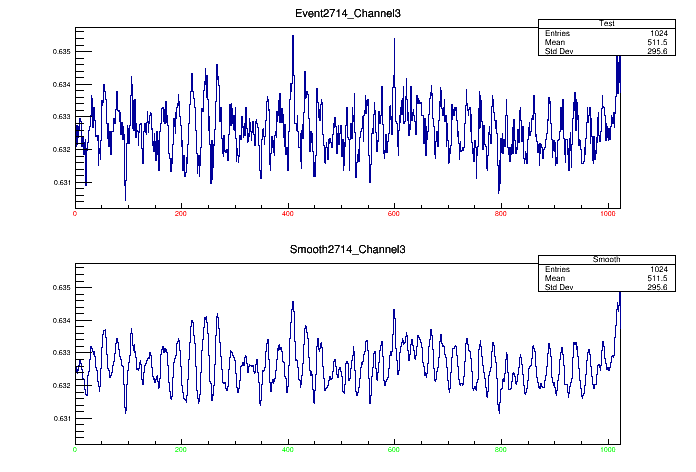 Event2714_Channel3
Test
Entries 1024
Mean 511.5
Std Dev 295.6
0.635
0.634
0.633
0.632
0.631
0 200 400 600 800 1000
Smooth2714_Channel3
Smooth
Entries 1024
Mean 511.5
Std Dev 295.6
0.635
0.634
0.633
0.632
0.631
0 200 400 600 800 1000